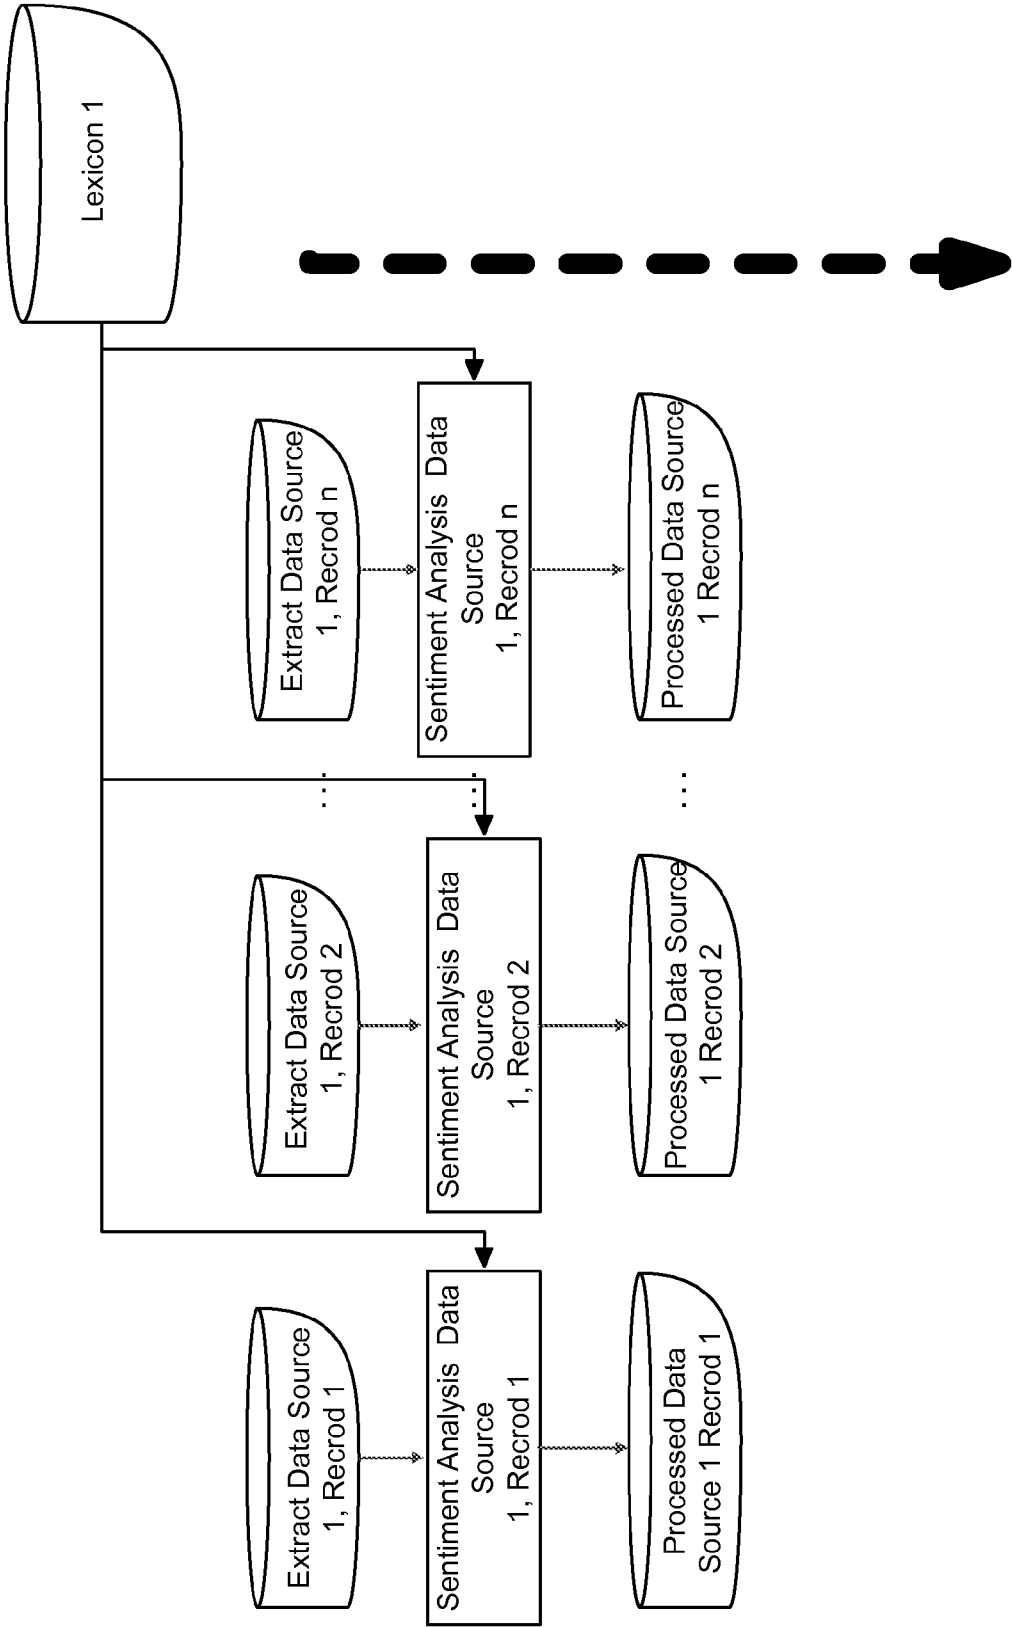 Lexicon 1
Extract Data Source
1, Recrod 1
Extract Data Source
1, Recrod 2
...
Extract Data Source
1, Recrod n
Sentiment Analysis Data
Source
1, Recrod 1
Sentiment Analysis Data
Source
1, Recrod 2
...
Sentiment Analysis Data
Source
1, Recrod n
Processed Data
Source 1 Recrod 1
Processed Data Source
1 Recrod 2
...
Processed Data Source
1 Recrod n